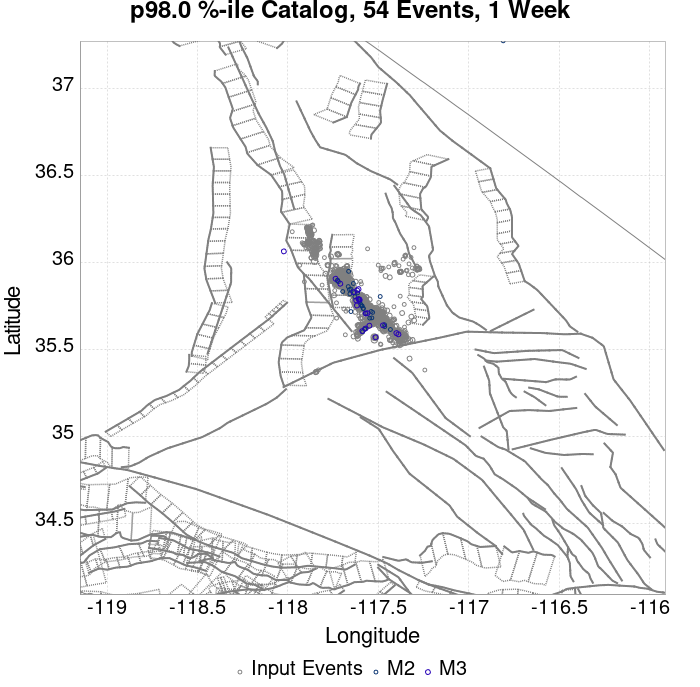 p98.0 %-ile Catalog, 54 Events, 1 Week
37
36.5
36
35.5
35
34.5
Latitude
-119 -118.5 -118 -117.5 -117 -116.5 -116
Longitude
Input Events M2 M3